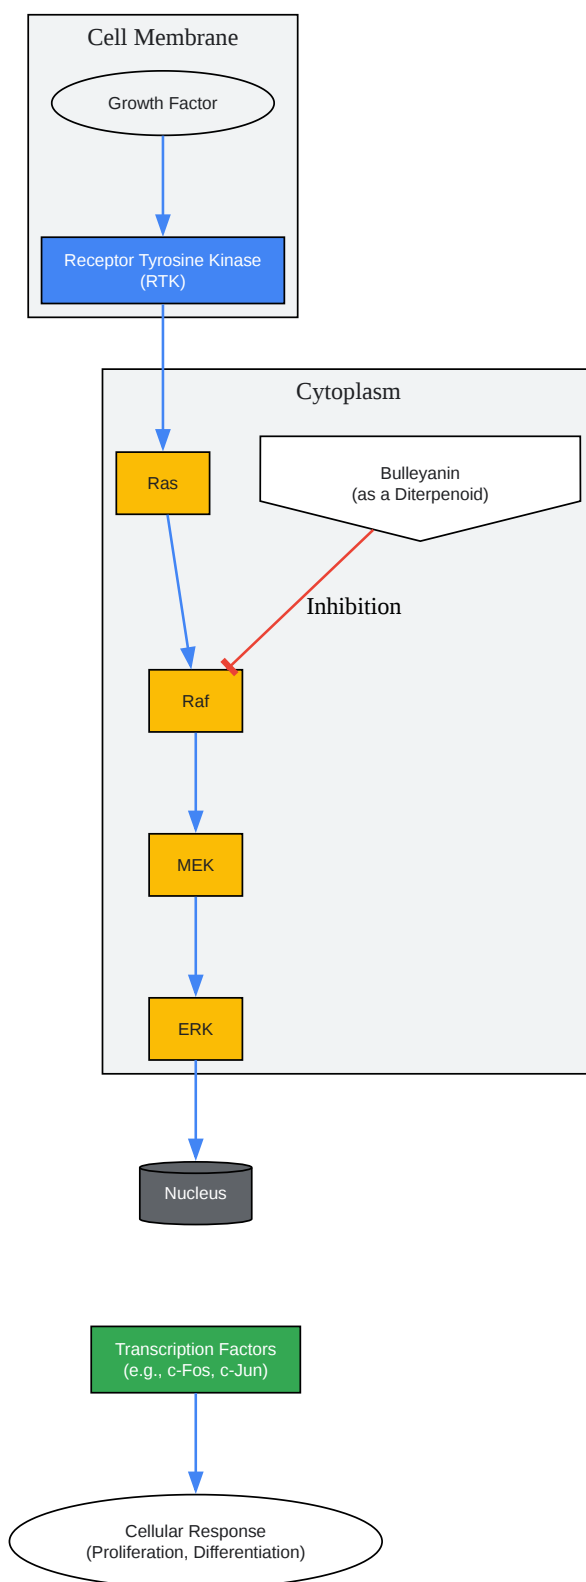 Cell Membrane
Growth Factor
Receptor Tyrosine Kinase
(RTK)
Cytoplasm
Ras
Bulleyanin
(as a Diterpenoid)
Inhibition
Raf
MEK
ERK
Nucleus
Transcription Factors
(e.g., c-Fos, c-Jun)
Cellular Response
(Proliferation, Differentiation)